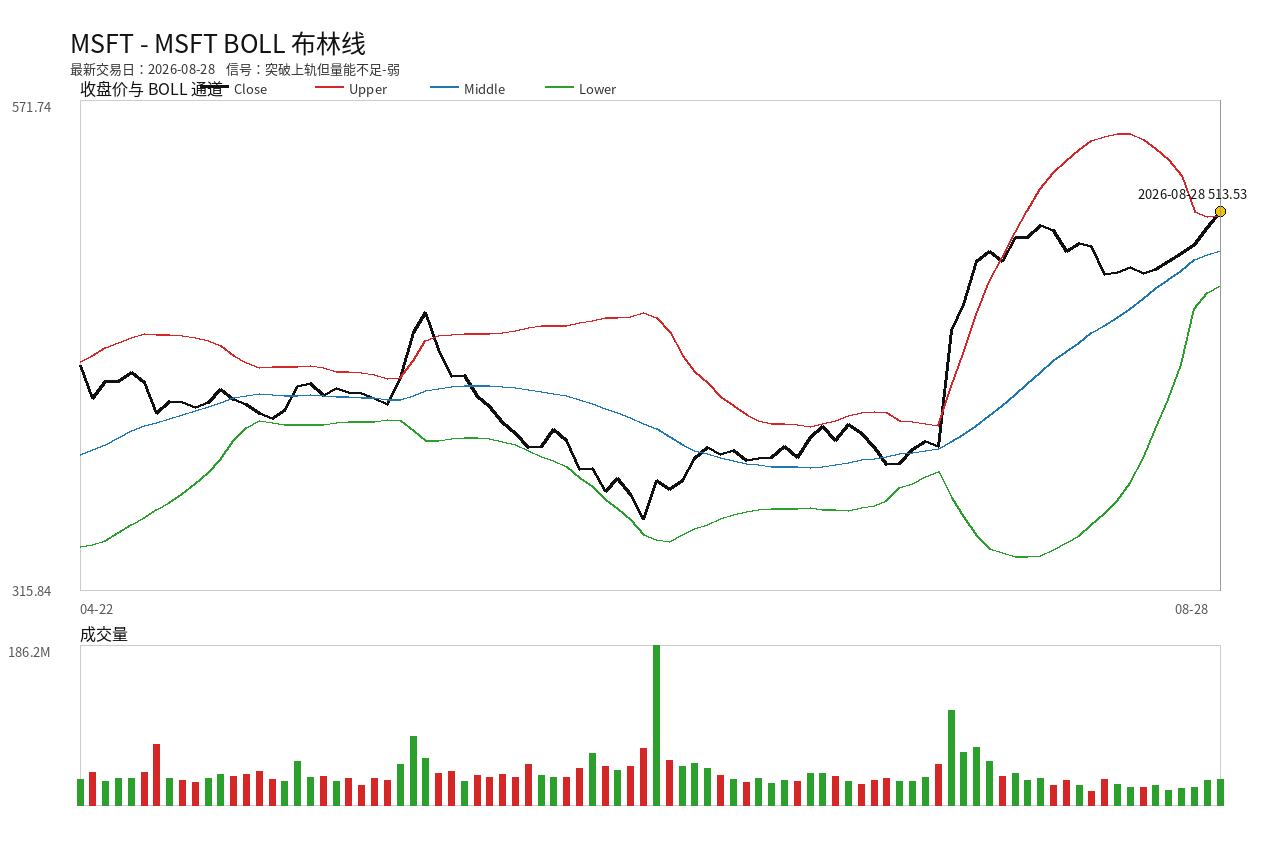 MSFT - MSFT BOLL 布林线
最新交易日：2026-08-28 信号：突破上轨但量能不足-弱
收盘价与 BOLL 通道 Close Upper Middle Lower
571.74
2026-08-28 513.53
315.84
04-22 08-28
成交量
186.2M